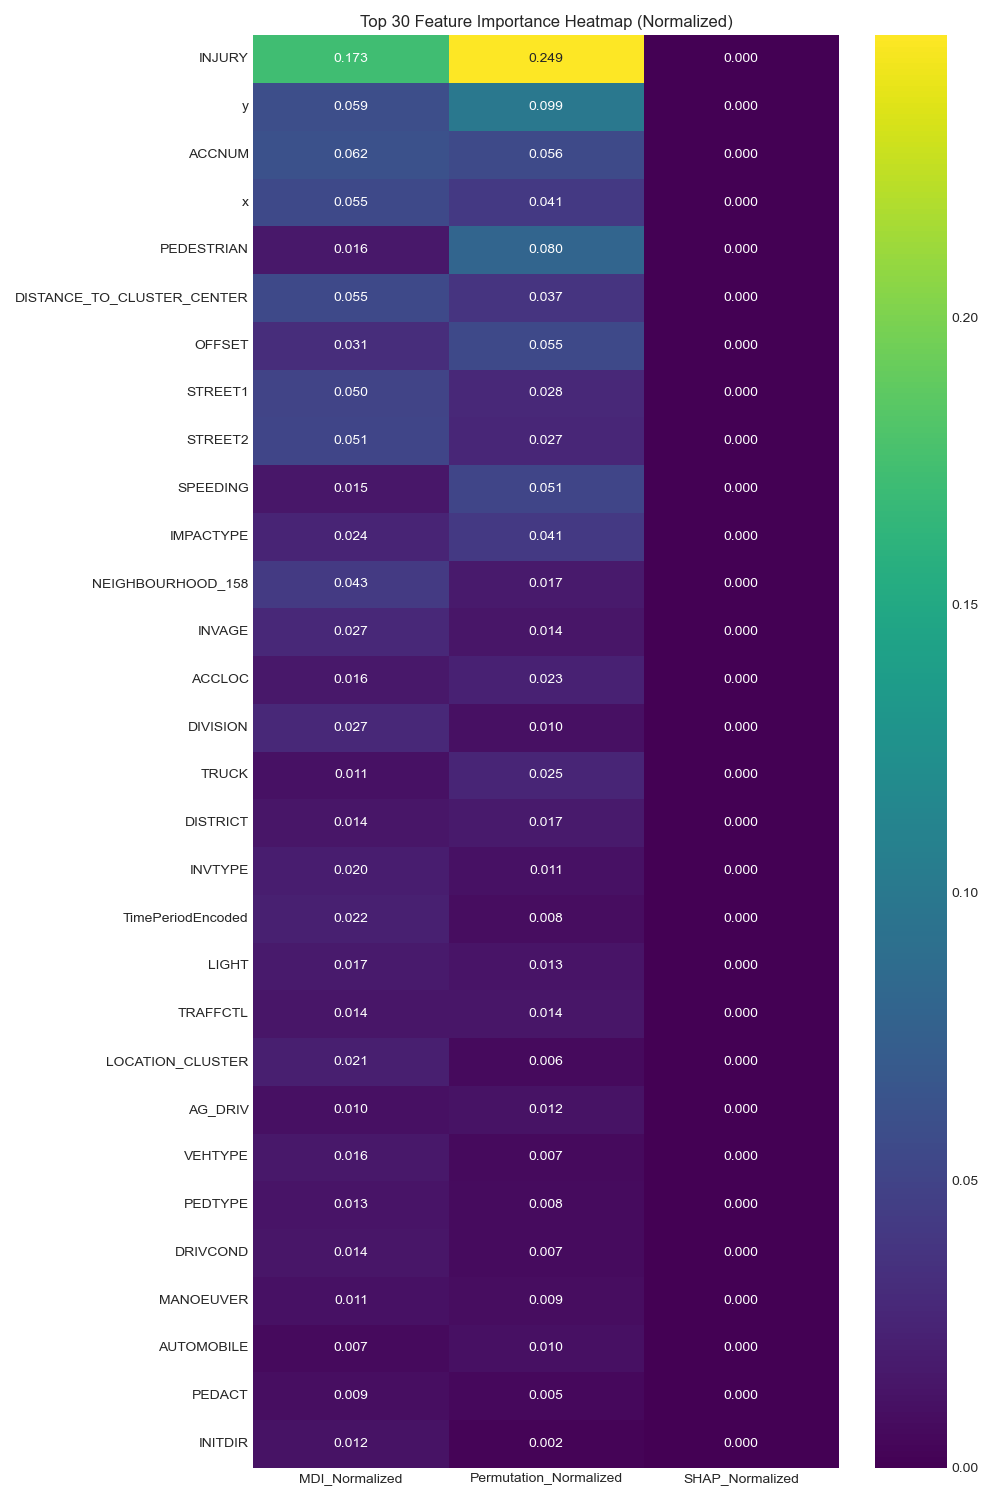 Top 30 Feature Importance Heatmap (Normalized)
INJURY 0.173 0.249 0.000
y 0.059 0.099 0.000
ACCNUM 0.062 0.056 0.000
x 0.055 0.041 0.000
PEDESTRIAN 0.016 0.080 0.000
DISTANCE_TO_CLUSTER_CENTER 0.055 0.037 0.000
0.20
OFFSET 0.031 0.055 0.000
STREET1 0.050 0.028 0.000
STREET2 0.051 0.027 0.000
SPEEDING 0.015 0.051 0.000
IMPACTYPE 0.024 0.041 0.000
NEIGHBOURHOOD_158 0.043 0.017 0.000
0.15
INVAGE 0.027 0.014 0.000
ACCLOC 0.016 0.023 0.000
DIVISION 0.027 0.010 0.000
TRUCK 0.011 0.025 0.000
DISTRICT 0.014 0.017 0.000
INVTYPE 0.020 0.011 0.000
0.10
TimePeriodEncoded 0.022 0.008 0.000
LIGHT 0.017 0.013 0.000
TRAFFCTL 0.014 0.014 0.000
LOCATION_CLUSTER 0.021 0.006 0.000
AG_DRIV 0.010 0.012 0.000
VEHTYPE 0.016 0.007 0.000
0.05
PEDTYPE 0.013 0.008 0.000
DRIVCOND 0.014 0.007 0.000
MANOEUVER 0.011 0.009 0.000
AUTOMOBILE 0.007 0.010 0.000
PEDACT 0.009 0.005 0.000
INITDIR 0.012 0.002 0.000
0.00
MDI_Normalized Permutation_Normalized SHAP_Normalized